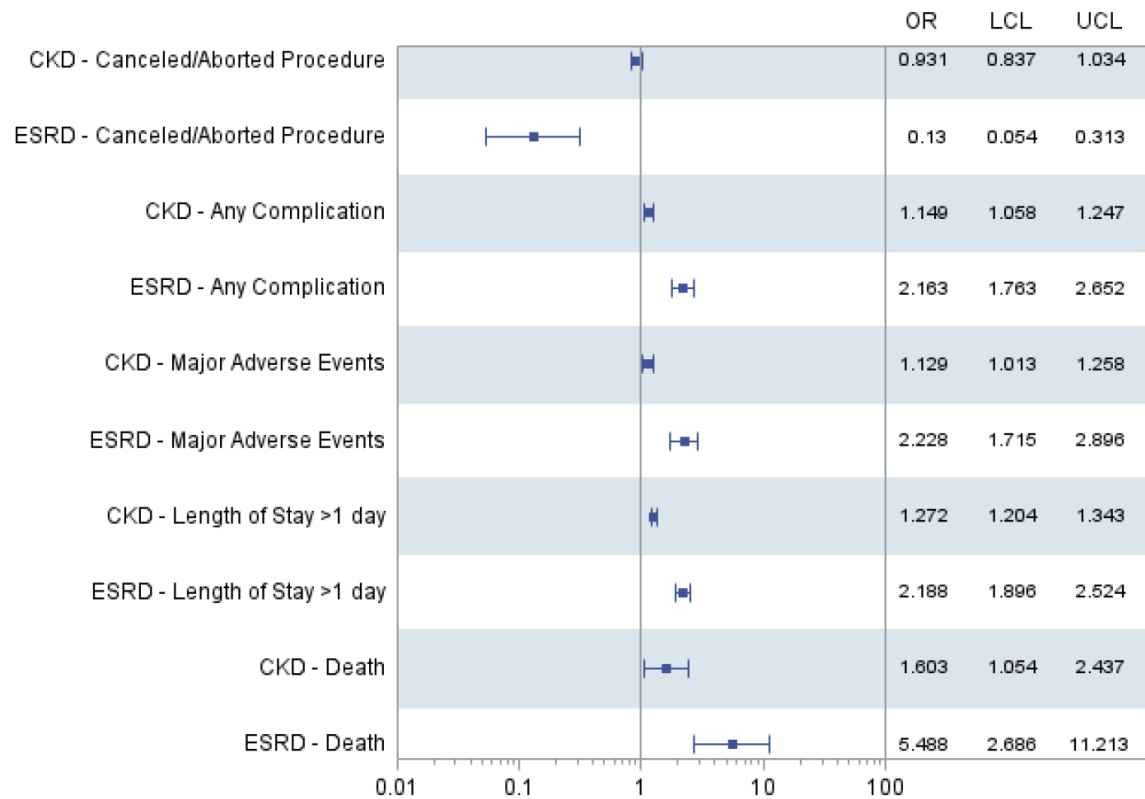 OR LCL UCL
CKD - Canceled/Aborted Procedure 0.931 0.837 1.034
ESRD - Canceled/Aborted Procedure 0.13 0.054 0.313
CKD - Any Complication 1.149 1.058 1.247
ESRD - Any Complication 2.163 1.763 2.652
CKD - Major Adverse Events 1.129 1.013 1.258
ESRD - Major Adverse Events 2.228 1.715 2.896
CKD - Length of Stay >1 day 1.272 1.204 1.343
ESRD - Length of Stay >1 day 2.188 1.896 2.524
CKD - Death 1.603 1.054 2.437
ESRD - Death 5.488 2.686 11.213
0.01 0.1 1 10 100